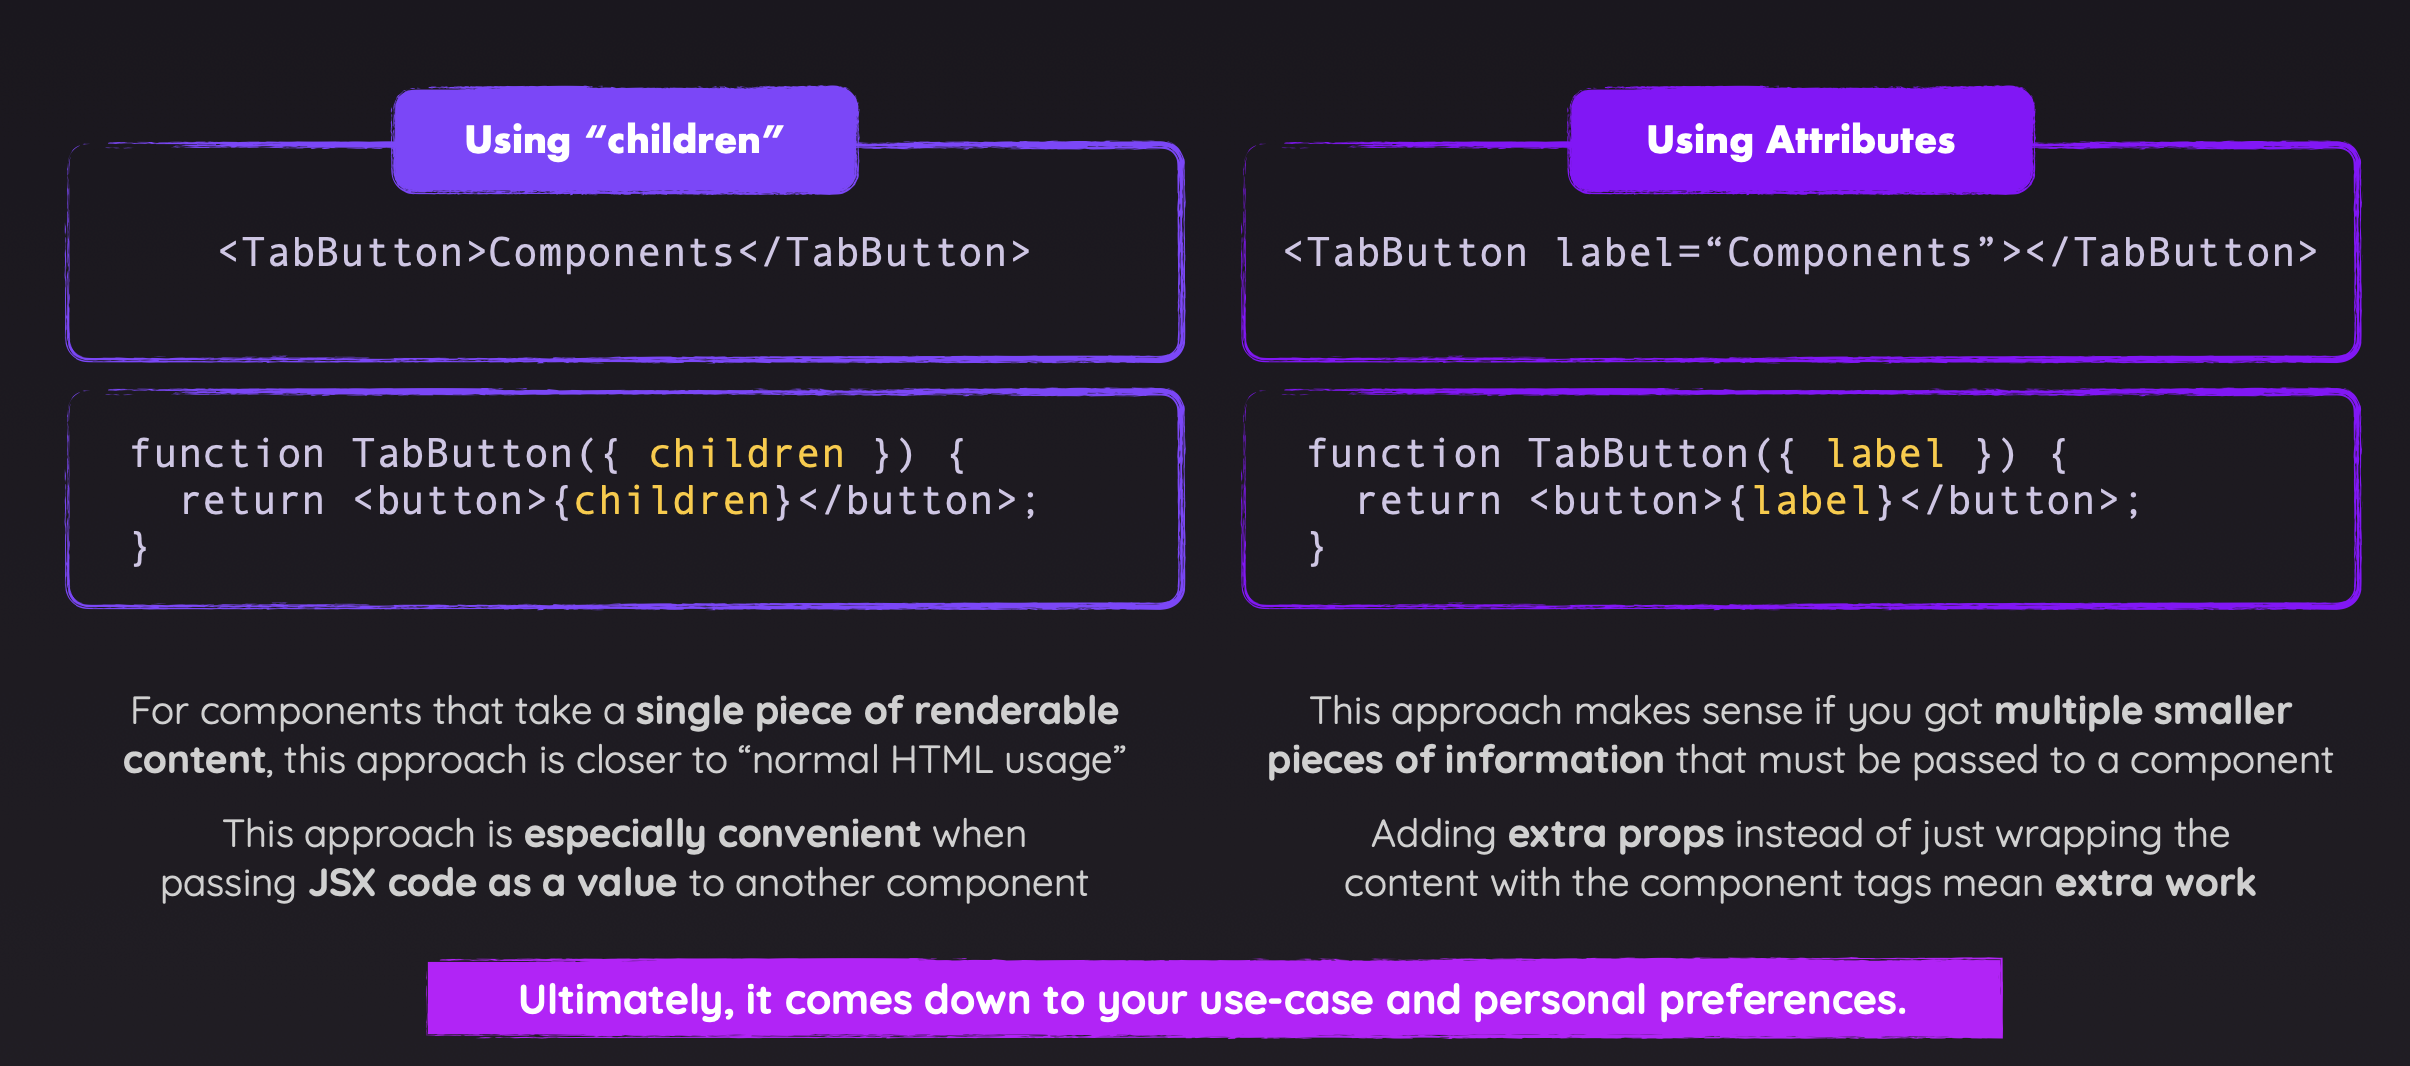 Using “children”
<TabButton>Components</TabButton>
function TabButton({ children }) {
  return <button>{children}</button>;
}
For components that take a single piece of renderable
content, this approach is closer to “normal HTML usage”
This approach is especially convenient when
passing JSX code as a value to another component
Using Attributes
<TabButton label=“Components”></TabButton>
function TabButton({ label }) {
  return <button>{label}</button>;
}
This approach makes sense if you got multiple smaller
pieces of information that must be passed to a component
Adding extra props instead of just wrapping the
content with the component tags mean extra work
Ultimately, it comes down to your use-case and personal preferences.